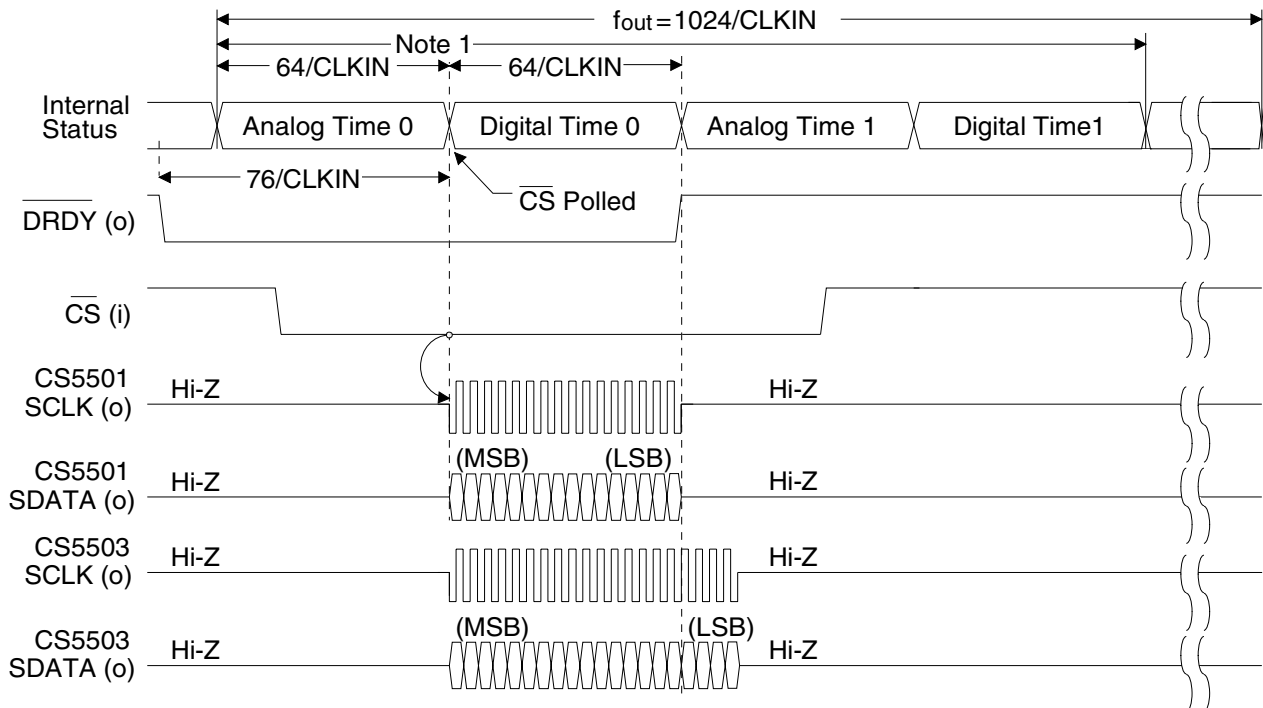 fout=1024/CLKIN
Note 1
64/CLKIN
64/CLKIN
Internal
Status
Analog Time 0
Digital Time 0
Analog Time 1
Digital Time1
76/CLKIN
CS Polled
DRDY (o)
CS (i)
CS5501
SCLK (o)
Hi-Z
Hi-Z
CS5501
SDATA (o)
Hi-Z
(MSB)
(LSB)
Hi-Z
CS5503
SCLK (o)
Hi-Z
Hi-Z
CS5503
SDATA (o)
Hi-Z
(MSB)
(LSB)
Hi-Z